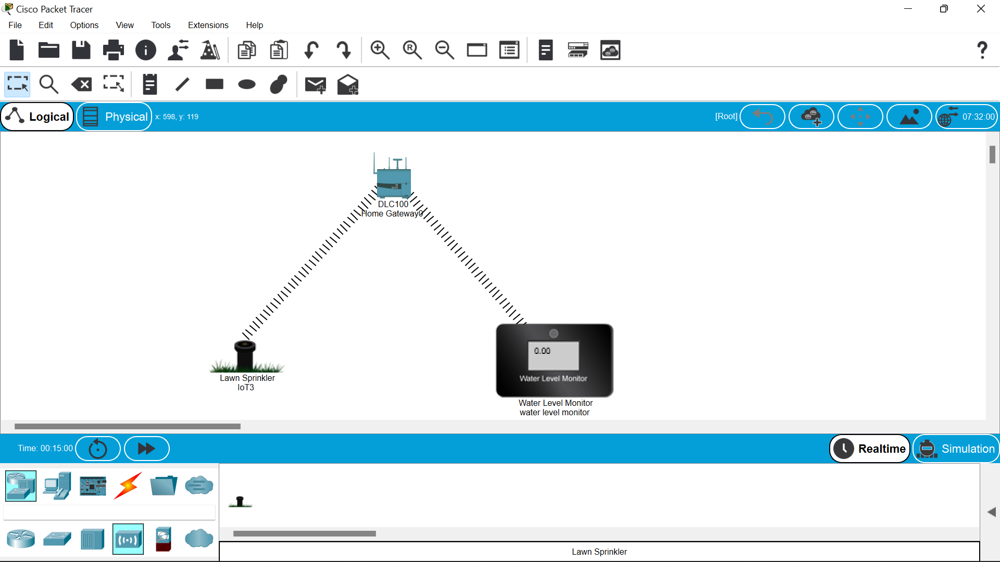 Cisco Packet Tracer
File Edit Options View Tools Extensions Help
Logical Physical x: 598, y: 119 [Root] 07:32:00
DLC100
Home Gateway0
Lawn Sprinkler
IoT3
0.00
Water Level Monitor
Water Level Monitor
water level monitor
Time: 00:15:00 Realtime Simulation
Lawn Sprinkler